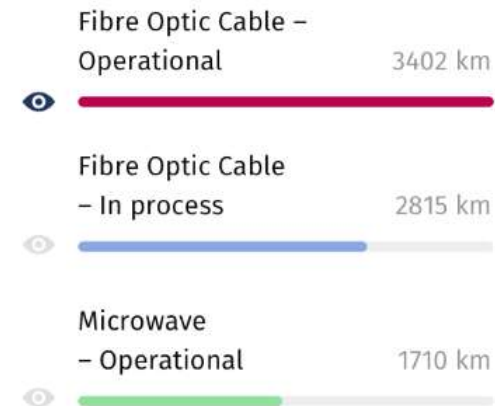 Fibre Optic Cable –
Operational 3402 km
Fibre Optic Cable
– In process 2815 km
Microwave
– Operational 1710 km